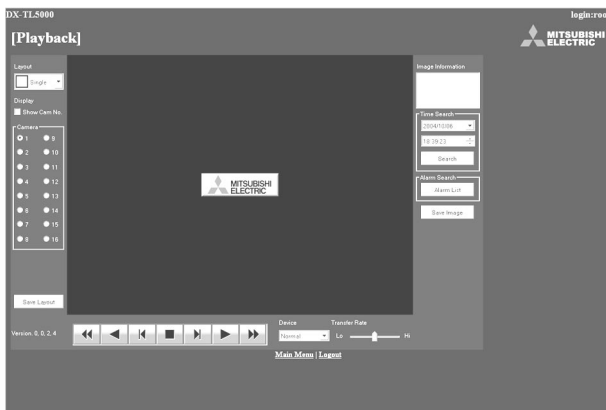 DX-TL5000
login:roo
[Playback]
MITSUBISHI
ELECTRIC
Layout
Single
Display
Show Cam No.
Camera
1
9
2
10
3
11
4
12
5
13
6
14
7
15
8
16
Save Layout
Version. 0, 0, 2, 4
MITSUBISHI
ELECTRIC
Image Information
Time Search
2004/10/06
18:39:23
Search
Alarm Search
Alarm List
Save Image
Device
Normal
Transfer Rate
Lo
Hi
Main Menu | Logout